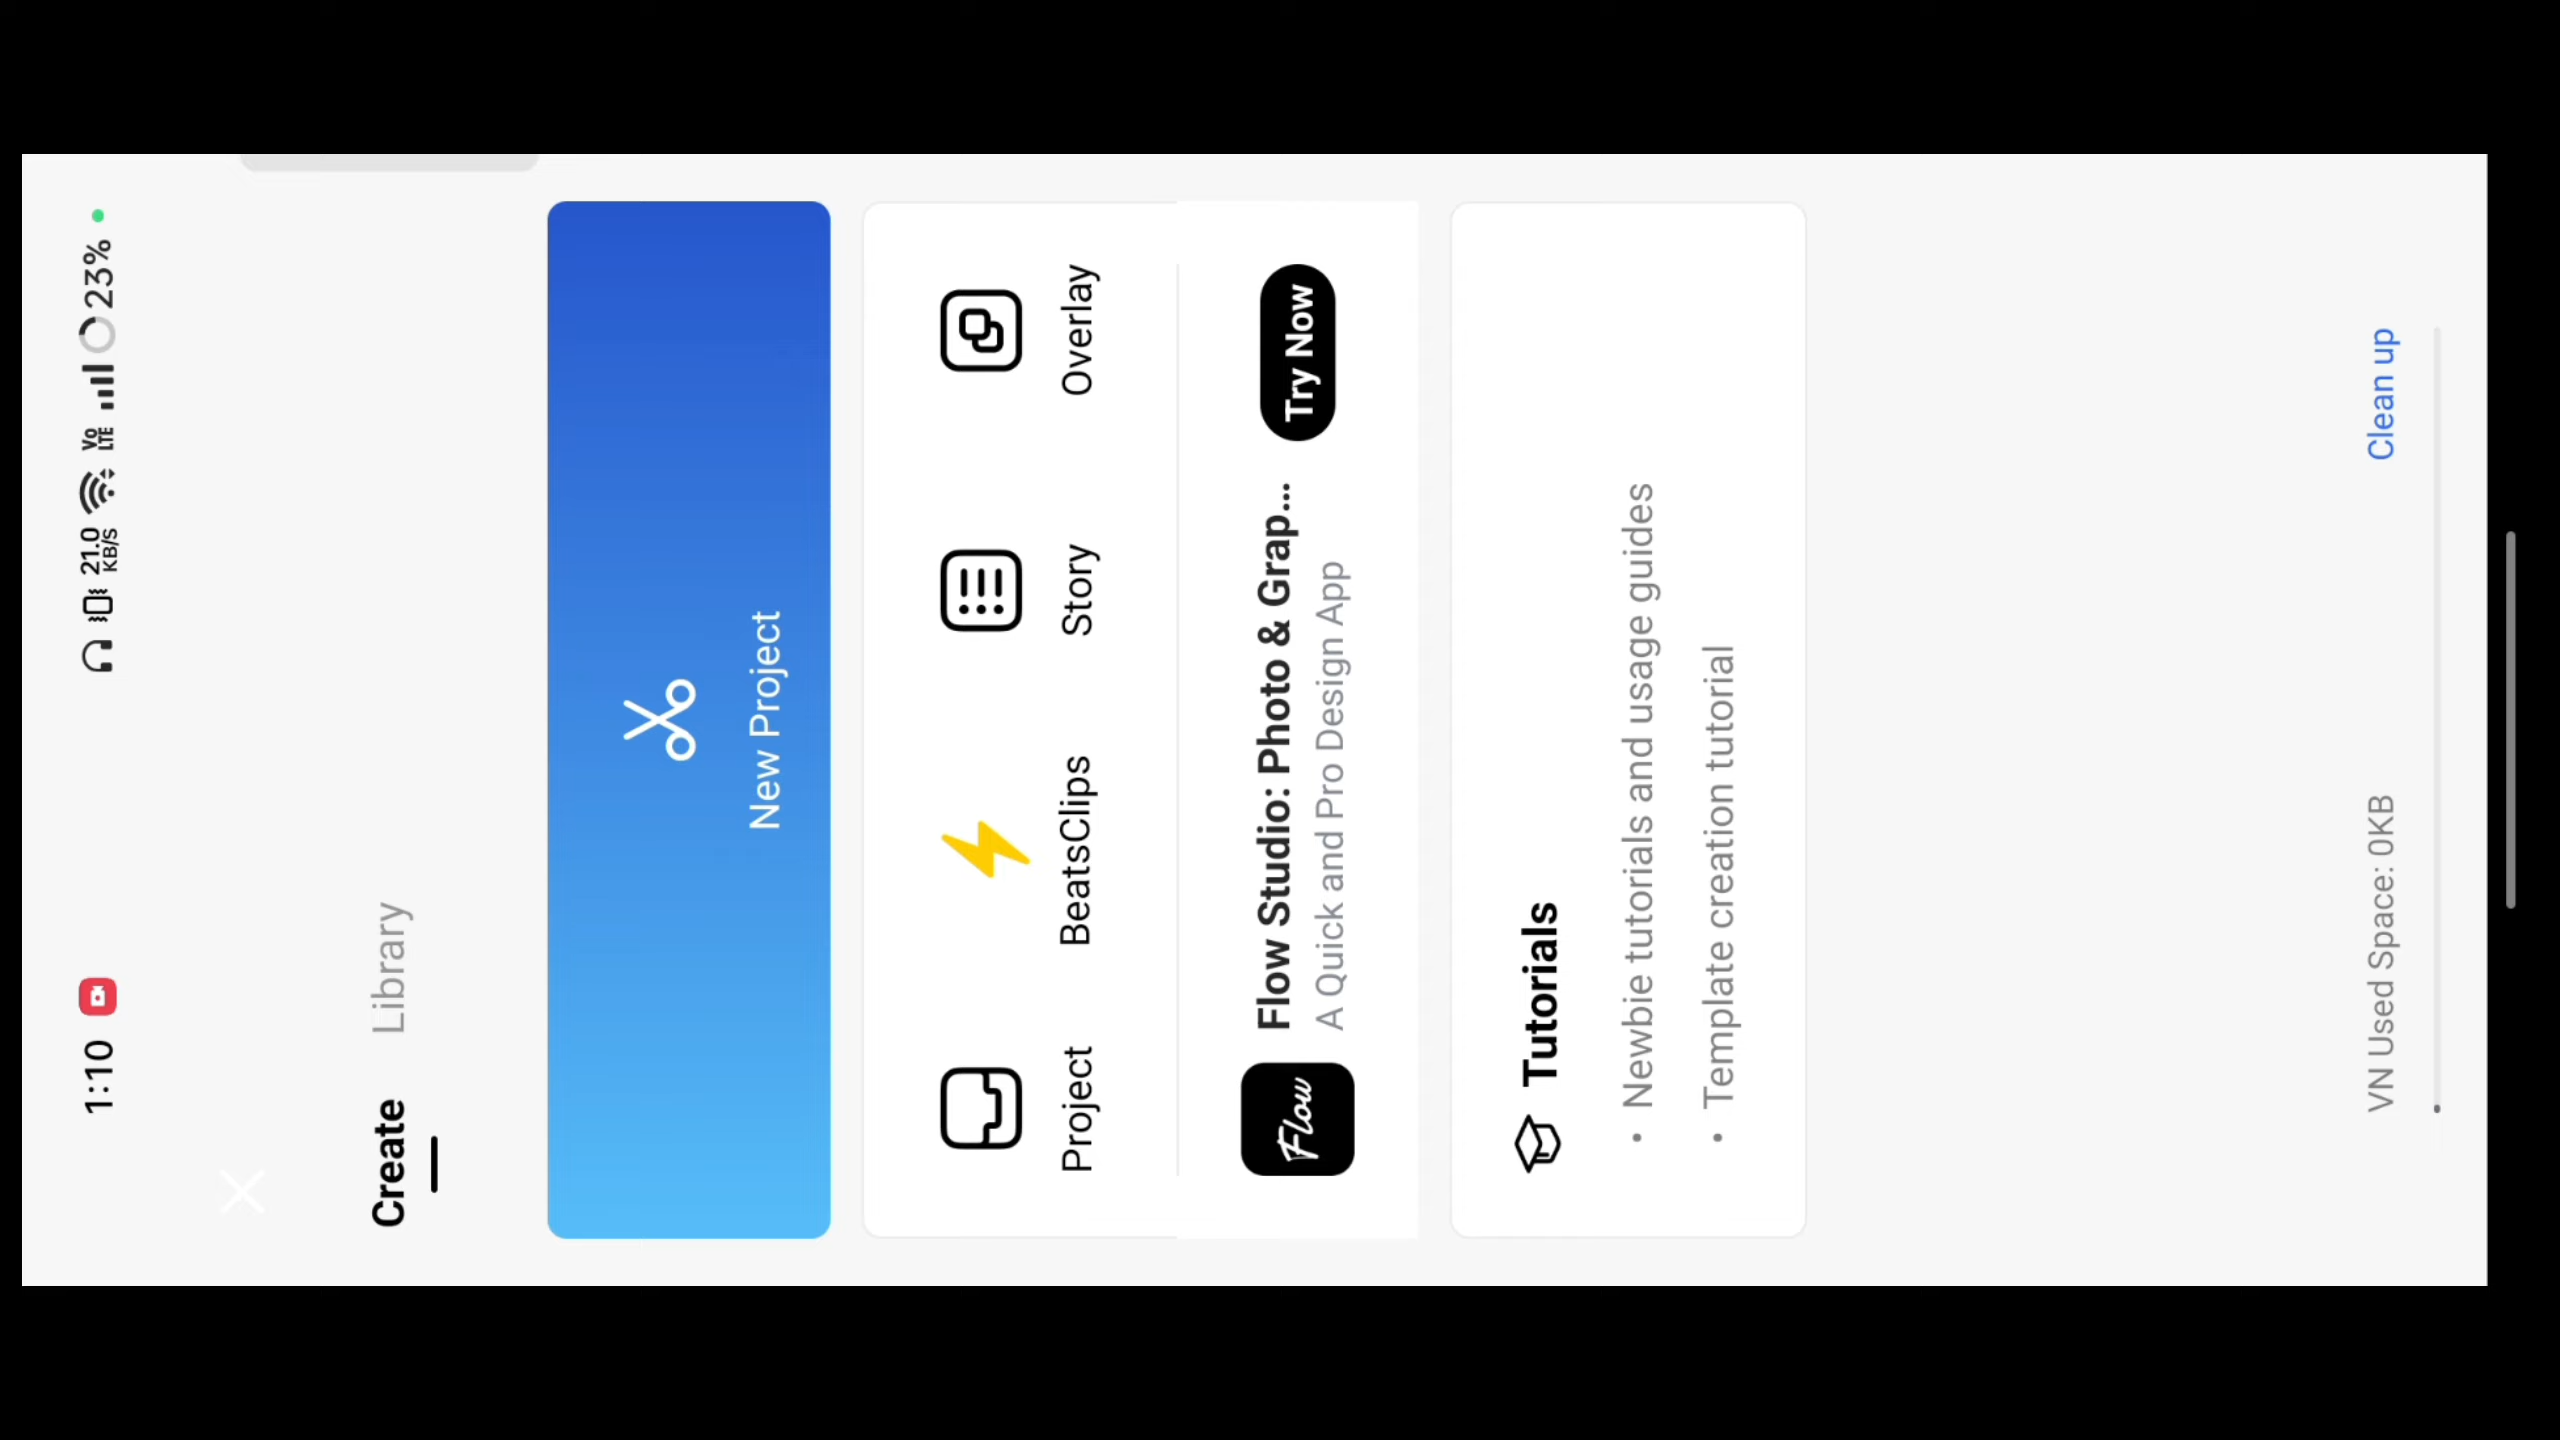 1:10
21.0
KB/S
Vo
LTE
23%
Create
Library
New Project
Project
BeatsClips
Story
Overlay
Flow
Flow Studio: Photo & Grap...
A Quick and Pro Design App
Try Now
Tutorials
• Newbie tutorials and usage guides
• Template creation tutorial
VN Used Space: 0KB
Clean up